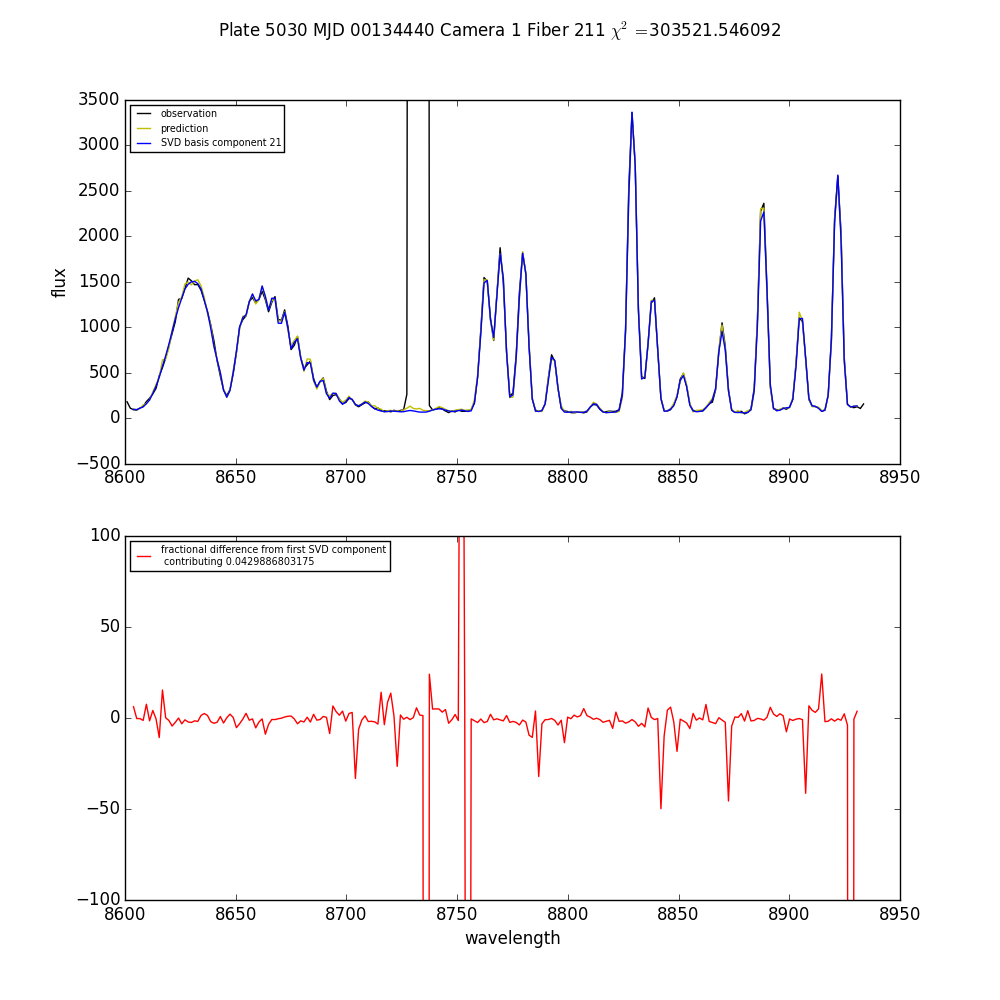 Plate 5030 MJD 00134440 Camera 1 Fiber 211 χ² =303521.546092
3500
3000
2500
2000
1500
1000
500
0
−500
flux
observation
prediction
SVD basis component 21
8600 8650 8700 8750 8800 8850 8900 8950
100
50
0
−50
−100
fractional difference from first SVD component
contributing 0.0429886803175
8600 8650 8700 8750 8800 8850 8900 8950
wavelength